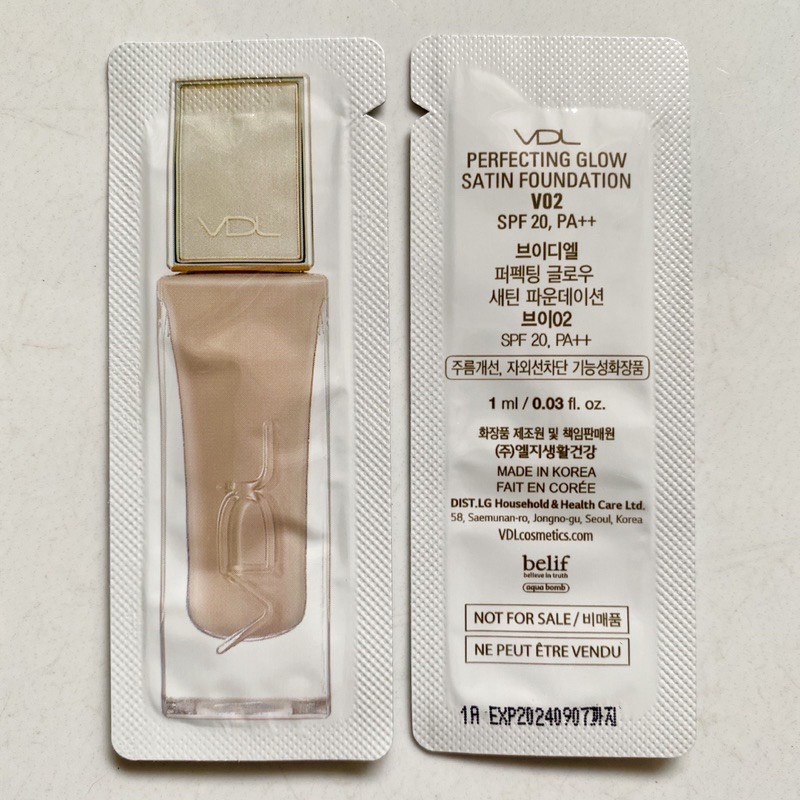 VDL
VDL
VDL
PERFECTING GLOW
SATIN FOUNDATION
V02
SPF 20, PA++
브이디엘
퍼펙팅 글로우
새틴 파운데이션
브이02
SPF 20, PA++
주름개선, 자외선차단 기능성화장품
1 ml / 0.03 fl. oz.
화장품 제조원 및 책임판매원
(주)엘지생활건강
MADE IN KOREA
FAIT EN CORÉE
DIST.LG Household & Health Care Ltd.
58, Saemunan-ro, Jongno-gu, Seoul, Korea
VDLcosmetics.com
belif
believe in truth
aqua bomb
NOT FOR SALE / 비매품
NE PEUT ÊTRE VENDU
1A EXP20240907까지